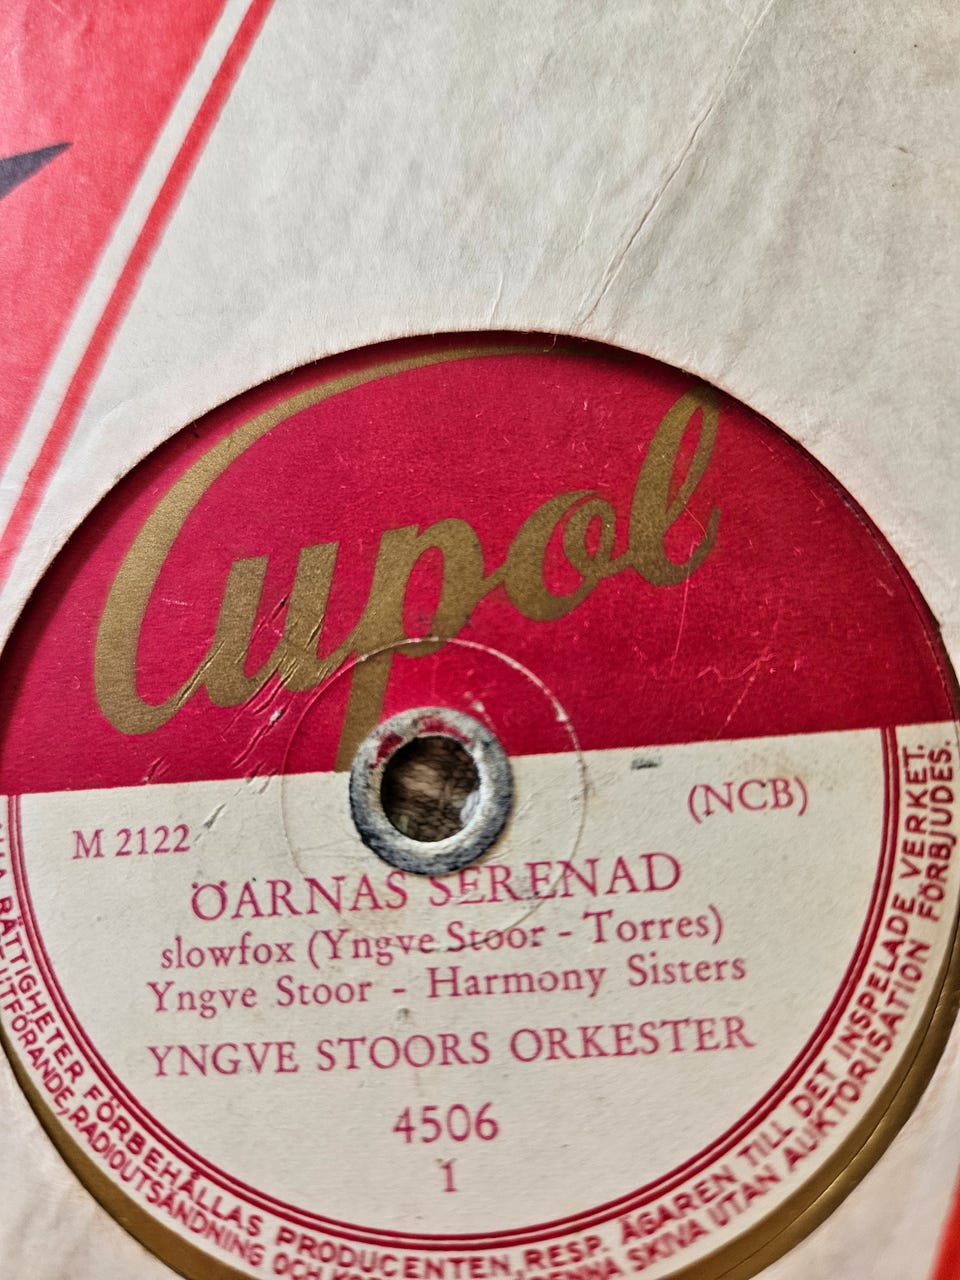 Cupol
M 2122
(NCB)
ÖARNAS SERENAD
slowfox (Yngve Stoor - Torres)
Yngve Stoor - Harmony Sisters
YNGVE STOORS ORKESTER
4506
1
RÄTTIGHETER FÖRBEHÅLLAS PRODUCENTEN, RESP. ÄGAREN TILL DET INSPELADE VERKET.
UTFÖRANDE, RADIOUTSÄNDNING OCH DENNA SKIVA UTAN AUKTORISATION FÖRBJUDES.